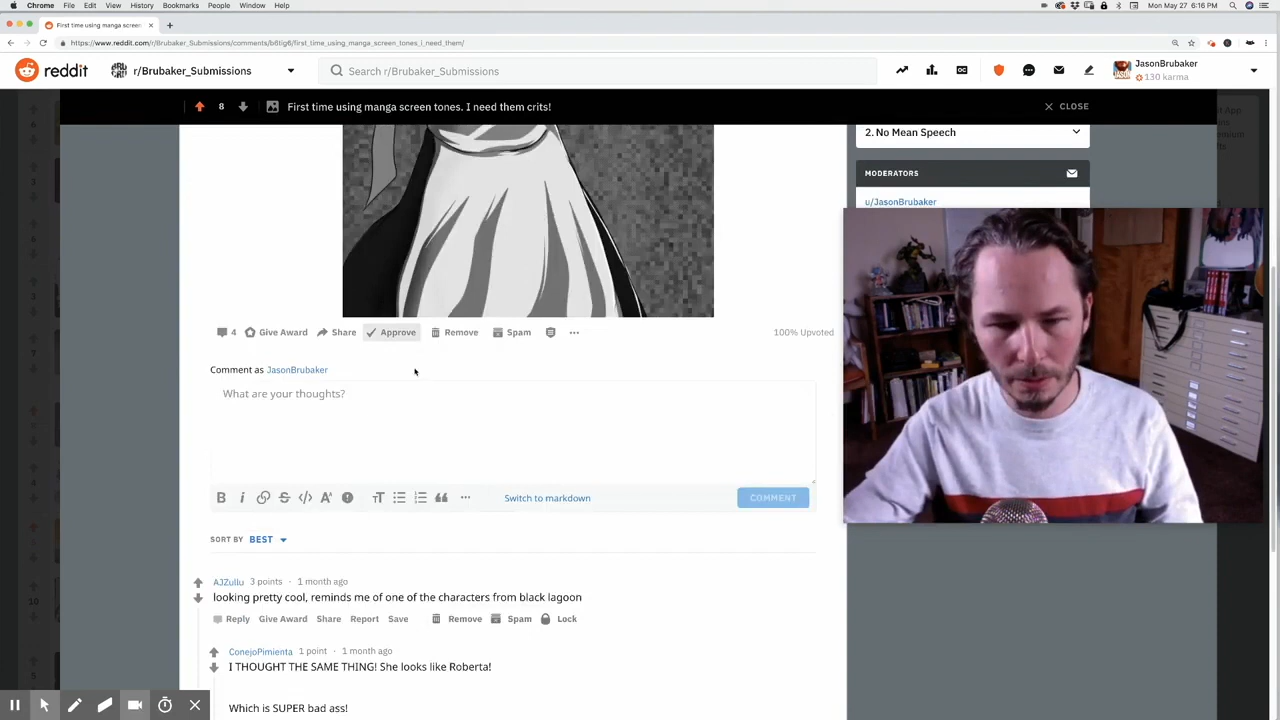 Chrome File Edit View History Bookmarks People Window Help
Mon May 27 6:16 PM
First time using manga screen
https://www.reddit.com/r/Brubaker_Submissions/comments/b6tig6/first_time_using_manga_screen_tones_i_need_them/
reddit r/Brubaker_Submissions
Search r/Brubaker_Submissions
JasonBrubaker
130 karma
8 First time using manga screen tones. I need them crits!
CLOSE
2. No Mean Speech
MODERATORS
u/JasonBrubaker
4 Give Award Share Approve Remove Spam
100% Upvoted
Comment as JasonBrubaker
What are your thoughts?
Switch to markdown
COMMENT
SORT BY BEST
AJZullu 3 points · 1 month ago
looking pretty cool, reminds me of one of the characters from black lagoon
Reply Give Award Share Report Save Remove Spam Lock
ConejoPimienta 1 point · 1 month ago
I THOUGHT THE SAME THING! She looks like Roberta!
Which is SUPER bad ass!